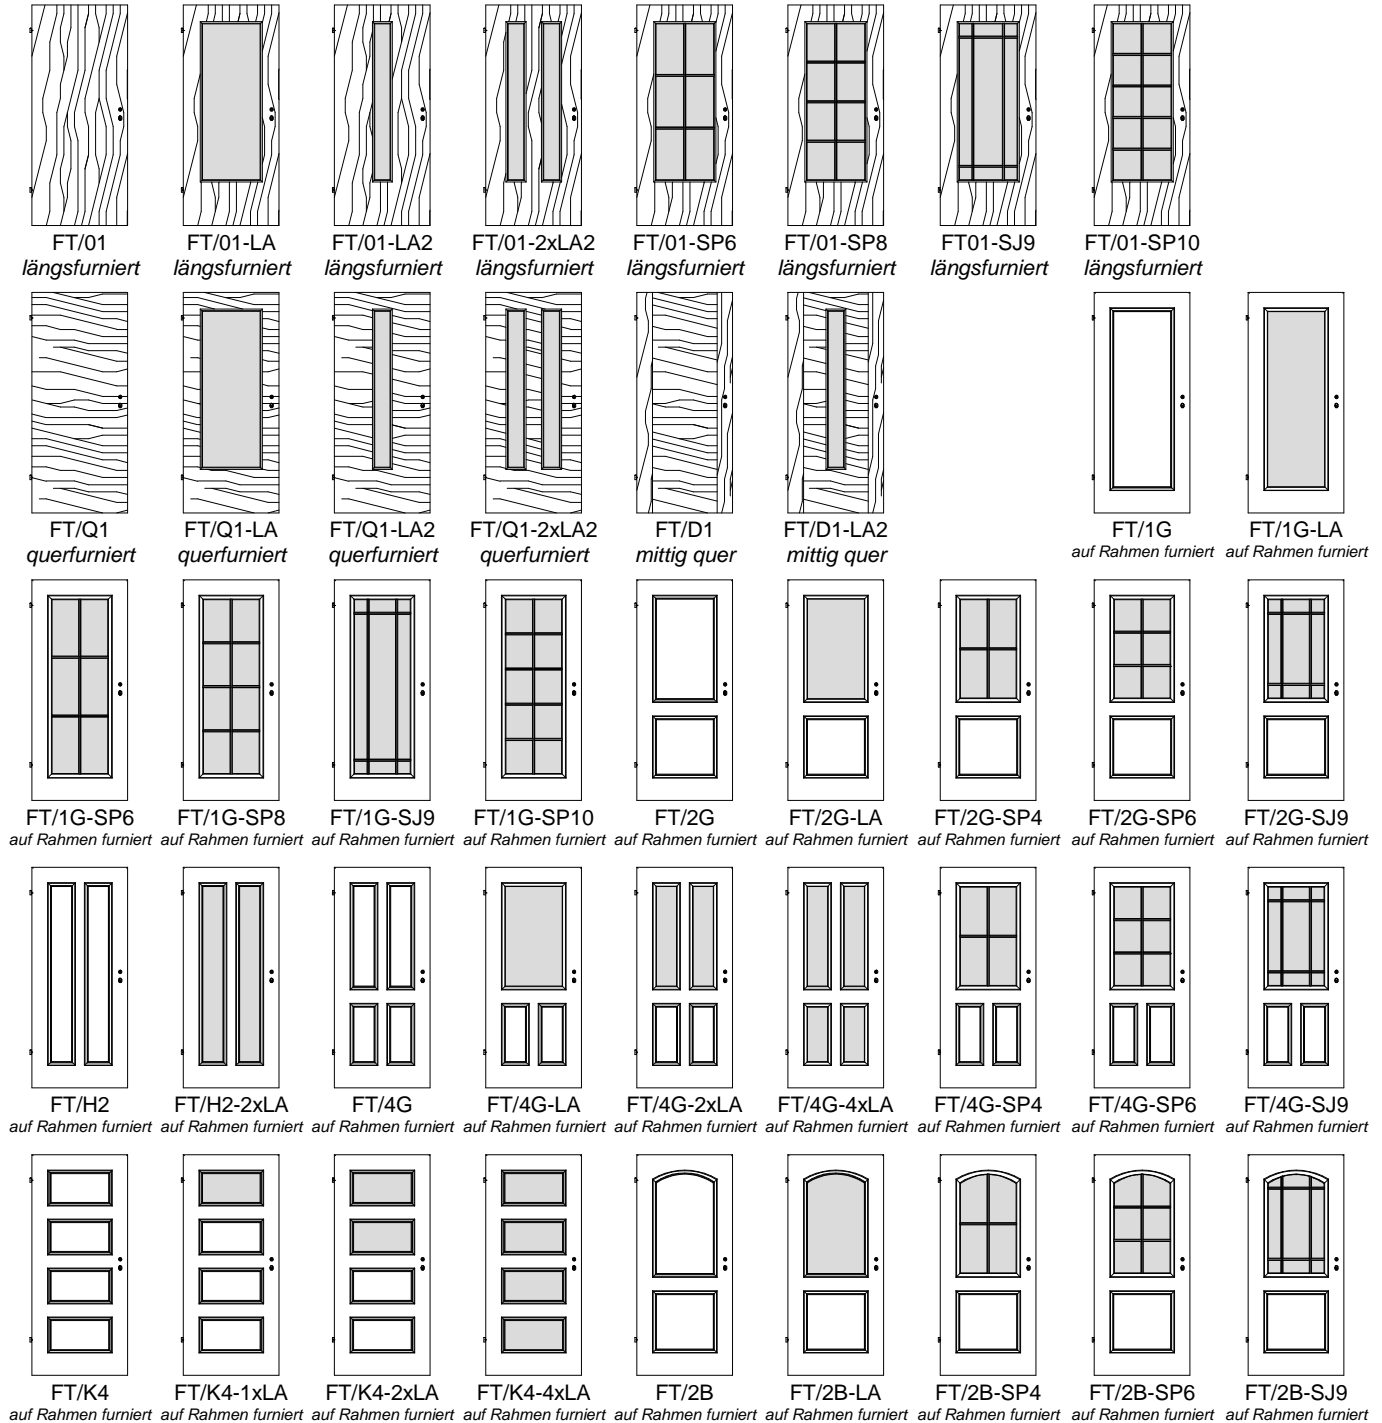 FT/01 FT/01-LA FT/01-LA2 FT/01-2xLA2 FT/01-SP6 FT/01-SP8 FT01-SJ9 FT/01-SP10
längsfurniert längsfurniert längsfurniert längsfurniert längsfurniert längsfurniert längsfurniert längsfurniert
FT/Q1 FT/Q1-LA FT/Q1-LA2 FT/Q1-2xLA2 FT/D1 FT/D1-LA2 FT/1G FT/1G-LA
querfurniert querfurniert querfurniert querfurniert mittig quer mittig quer auf Rahmen furniert auf Rahmen furniert
FT/1G-SP6 FT/1G-SP8 FT/1G-SJ9 FT/1G-SP10 FT/2G FT/2G-LA FT/2G-SP4 FT/2G-SP6 FT/2G-SJ9
auf Rahmen furniert auf Rahmen furniert auf Rahmen furniert auf Rahmen furniert auf Rahmen furniert auf Rahmen furniert auf Rahmen furniert auf Rahmen furniert auf Rahmen furniert
FT/H2 FT/H2-2xLA FT/4G FT/4G-LA FT/4G-2xLA FT/4G-4xLA FT/4G-SP4 FT/4G-SP6 FT/4G-SJ9
auf Rahmen furniert auf Rahmen furniert auf Rahmen furniert auf Rahmen furniert auf Rahmen furniert auf Rahmen furniert auf Rahmen furniert auf Rahmen furniert auf Rahmen furniert
FT/K4 FT/K4-1xLA FT/K4-2xLA FT/K4-4xLA FT/2B FT/2B-LA FT/2B-SP4 FT/2B-SP6 FT/2B-SJ9
auf Rahmen furniert auf Rahmen furniert auf Rahmen furniert auf Rahmen furniert auf Rahmen furniert auf Rahmen furniert auf Rahmen furniert auf Rahmen furniert auf Rahmen furniert